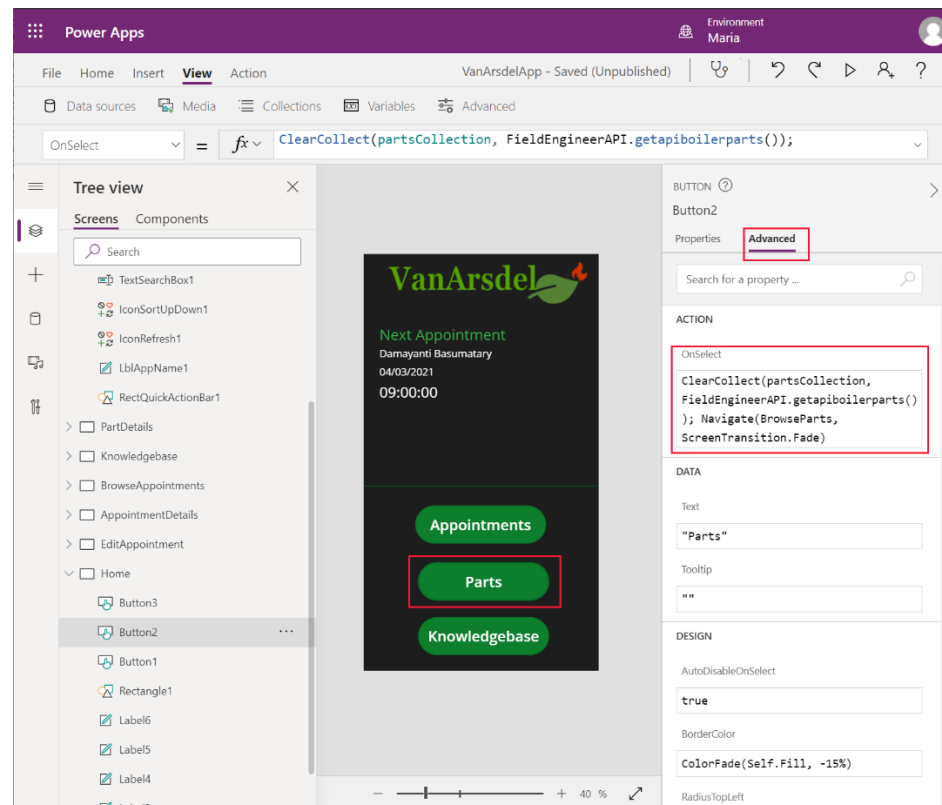 Power Apps
Environment
Maria
File Home Insert View Action
VanArsdelApp - Saved (Unpublished)
Data sources Media Collections Variables Advanced
OnSelect = fx ClearCollect(partsCollection, FieldEngineerAPI.getapiboilerparts());
Tree view
Screens Components
Search
TextSearchBox1
IconSortUpDown1
IconRefresh1
LblAppName1
RectQuickActionBar1
PartDetails
Knowledgebase
BrowseAppointments
AppointmentDetails
EditAppointment
Home
Button3
Button2
Button1
Rectangle1
Label6
Label5
Label4
VanArsdel
Next Appointment
Damayanti Basumatary
04/03/2021
09:00:00
Appointments
Parts
Knowledgebase
40 %
BUTTON
Button2
Properties Advanced
Search for a property ...
ACTION
OnSelect
ClearCollect(partsCollection,
FieldEngineerAPI.getapiboilerparts()
); Navigate(BrowseParts,
ScreenTransition.Fade)
DATA
Text
"Parts"
Tooltip
""
DESIGN
AutoDisableOnSelect
true
BorderColor
ColorFade(Self.Fill, -15%)
RadiusTopLeft